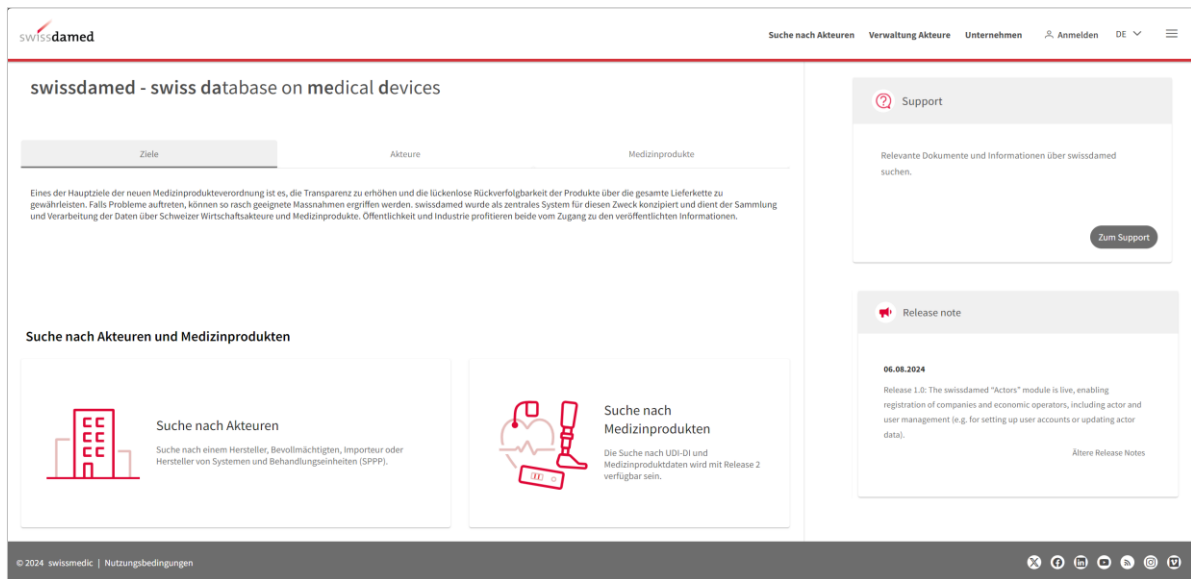 swissdamed
Suche nach Akteuren Verwaltung Akteure Unternehmen Anmelden DE
swissdamed - swiss database on medical devices
Ziele Akteure Medizinprodukte
Eines der Hauptziele der neuen Medizinprodukteverordnung ist es, die Transparenz zu erhöhen und die lückenlose Rückverfolgbarkeit der Produkte über die gesamte Lieferkette zu
gewährleisten. Falls Probleme auftreten, können so rasch geeignete Massnahmen ergriffen werden. swissdamed wurde als zentrales System für diesen Zweck konzipiert und dient der Sammlung
und Verarbeitung der Daten über Schweizer Wirtschaftsakteure und Medizinprodukte. Öffentlichkeit und Industrie profitieren beide vom Zugang zu den veröffentlichten Informationen.
Suche nach Akteuren und Medizinprodukten
Suche nach Akteuren
Suche nach einem Hersteller, Bevollmächtigten, Importeur oder
Hersteller von Systemen und Behandlungseinheiten (SPPP).
Suche nach
Medizinprodukten
Die Suche nach UDI-DI und
Medizinproduktdaten wird mit Release 2
verfügbar sein.
Support
Relevante Dokumente und Informationen über swissdamed
suchen.
Zum Support
Release note
06.08.2024
Release 1.0: The swissdamed “Actors” module is live, enabling
registration of companies and economic operators, including actor and
user management (e.g. for setting up user accounts or updating actor
data).
Ältere Release Notes
© 2024 swissmedic | Nutzungsbedingungen